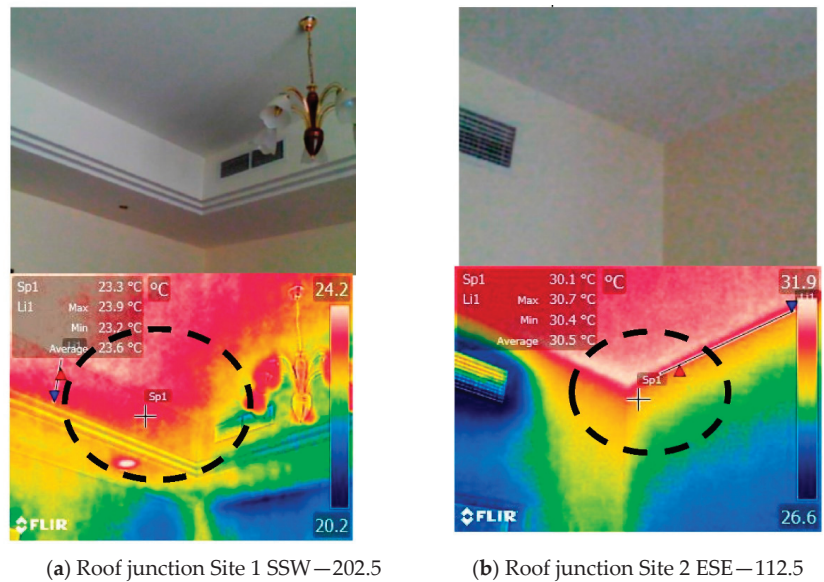 Sp1 23.3 °C °C 24.2
Li1 Max 23.9 °C
Min 23.2 °C
Average 23.6 °C
Li1
Sp1
FLIR
20.2
Sp1 30.1 °C °C 31.9
Li1 Max 30.7 °C Li1
Min 30.4 °C
Average 30.5 °C
Sp1
FLIR
26.6
(a) Roof junction Site 1 SSW—202.5
(b) Roof junction Site 2 ESE—112.5